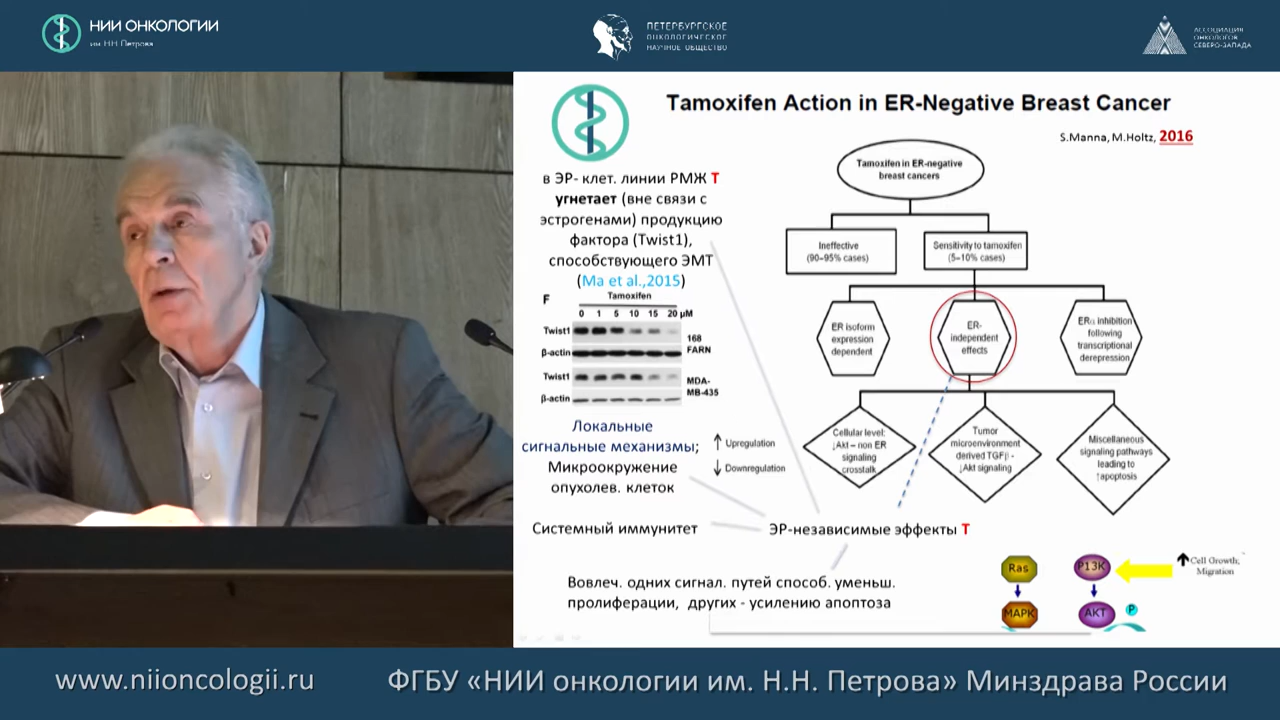 НИИ ОНКОЛОГИИ
им. Н.Н. Петрова
ПЕТЕРБУРГСКОЕ
ОНКОЛОГИЧЕСКОЕ
НАУЧНОЕ ОБЩЕСТВО
АССОЦИАЦИЯ
ОНКОЛОГОВ
СЕВЕРО-ЗАПАДА
Tamoxifen Action in ER-Negative Breast Cancer
S.Manna, M.Holtz, 2016
в ЭР- клет. линии РМЖ Т
угнетает (вне связи с
эстрогенами) продукцию
фактора (Twist1),
способствующего ЭМТ
(Ma et al.,2015)
F
Tamoxifen
0 1 5 10 15 20 µM
Twist1
β-actin
168
FARN
Twist1
β-actin
MDA-
MB-435
Локальные
сигнальные механизмы;
Микроокружение
опухолев. клеток
Системный иммунитет
Tamoxifen in ER-negative
breast cancers
Ineffective
(90–95% cases)
Sensitivity to tamoxifen
(5–10% cases)
ER isoform
expression
dependent
ER-
independent
effects
ERα inhibition
following
transcriptional
derepression
Cellular level:
↓Akt – non ER
signaling
crosstalk
Tumor
microenvironment
derived TGFβ -
↓Akt signaling
Miscellaneous
signaling pathways
leading to
↑apoptosis
↑ Upregulation
↓ Downregulation
ЭР-независимые эффекты Т
Вовлеч. одних сигнал. путей способ. уменьш.
пролиферации, других - усилению апоптоза
Ras
MAPK
P13K
AKT
P
↑ Cell Growth;
Migration
www.niioncologii.ru
ФГБУ «НИИ онкологии им. Н.Н. Петрова» Минздрава России